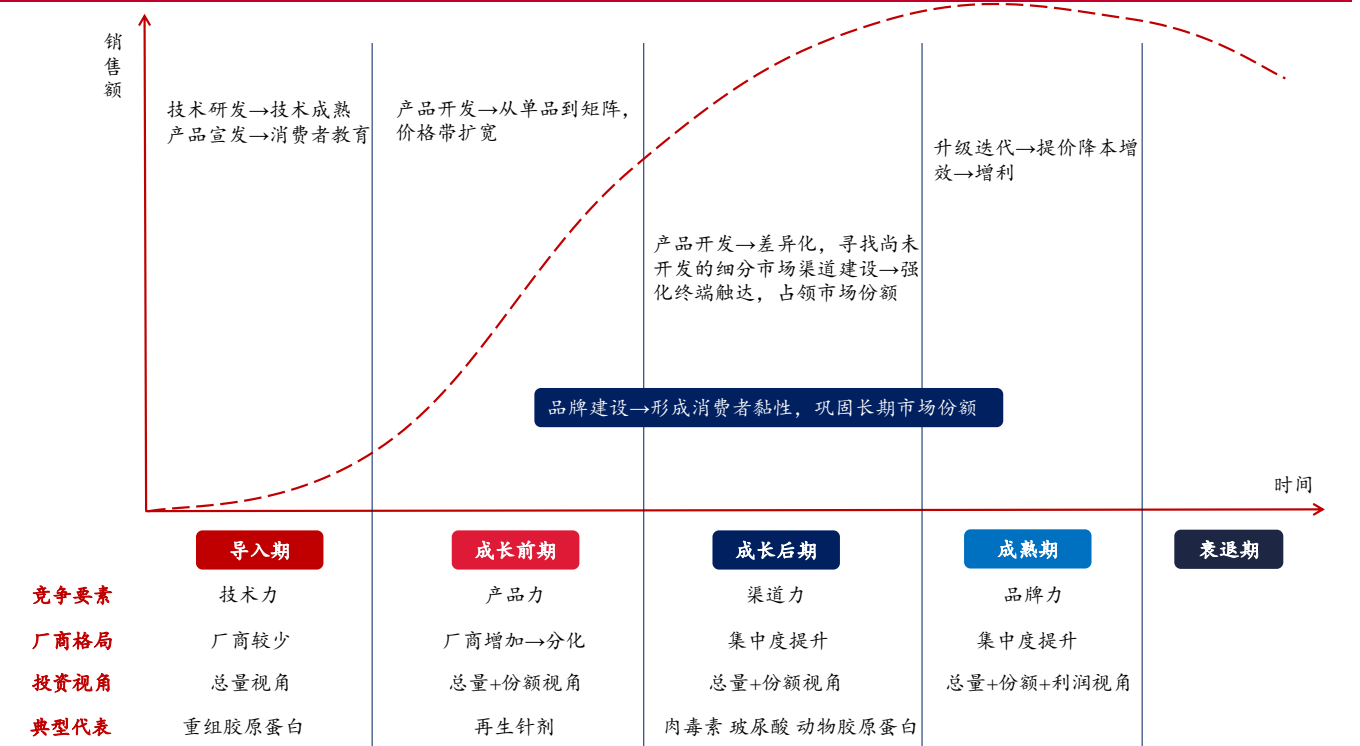 销
售
额
技术研发→技术成熟
产品宣发→消费者教育
产品开发→从单品到矩阵，
价格带扩宽
升级迭代→提价降本增
效→增利
产品开发→差异化，寻找尚未
开发的细分市场渠道建设→强
化终端触达，占领市场份额
品牌建设→形成消费者黏性，巩固长期市场份额
时间
导入期 成长前期 成长后期 成熟期 衰退期
竞争要素 技术力 产品力 渠道力 品牌力
厂商格局 厂商较少 厂商增加→分化 集中度提升 集中度提升
投资视角 总量视角 总量+份额视角 总量+份额视角 总量+份额+利润视角
典型代表 重组胶原蛋白 再生针剂 肉毒素 玻尿酸 动物胶原蛋白